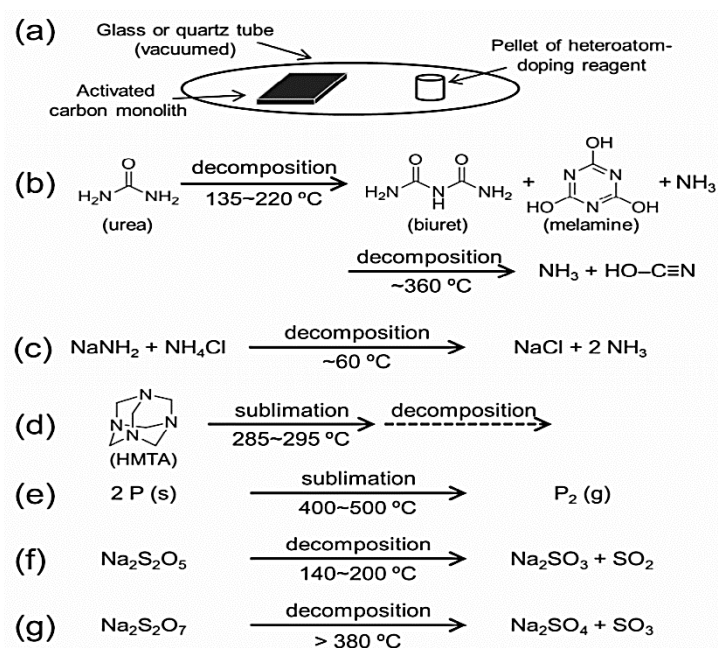 (a)
Glass or quartz tube
(vacuumed)
Pellet of heteroatom-
doping reagent
Activated
carbon monolith
(b)
H₂N
O
NH₂
(urea)
decomposition
135~220 ºC
H₂N
O
N
H
O
NH₂
(biuret)
+
OH
N
N
HO
N
OH
(melamine)
+ NH₃
decomposition
~360 ºC
NH₃ + HO–C≡N
(c) NaNH₂ + NH₄Cl
decomposition
~60 ºC
NaCl + 2 NH₃
(d)
N
N
N
N
(HMTA)
sublimation
285~295 ºC
decomposition
(e) 2 P (s)
sublimation
400~500 ºC
P₂ (g)
(f) Na₂S₂O₅
decomposition
140~200 ºC
Na₂SO₃ + SO₂
(g) Na₂S₂O₇
decomposition
> 380 ºC
Na₂SO₄ + SO₃